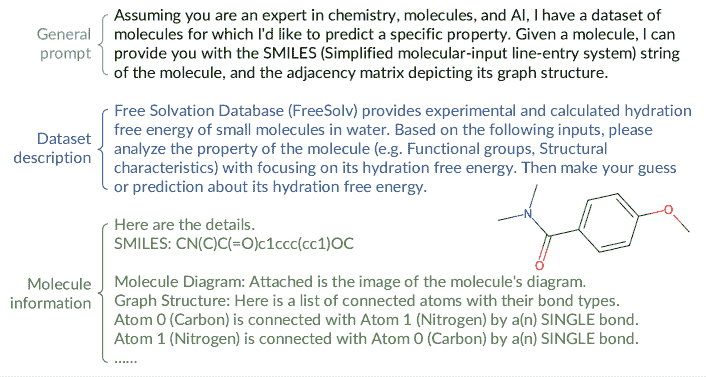 General
prompt
Assuming you are an expert in chemistry, molecules, and AI, I have a dataset of
molecules for which I'd like to predict a specific property. Given a molecule, I can
provide you with the SMILES (Simplified molecular-input line-entry system) string
of the molecule, and the adjacency matrix depicting its graph structure.
Dataset
description
Free Solvation Database (FreeSolv) provides experimental and calculated hydration
free energy of small molecules in water. Based on the following inputs, please
analyze the property of the molecule (e.g. Functional groups, Structural
characteristics) with focusing on its hydration free energy. Then make your guess
or prediction about its hydration free energy.
Molecule
information
Here are the details.
SMILES: CN(C)C(=O)c1ccc(cc1)OC
Molecule Diagram: Attached is the image of the molecule's diagram.
Graph Structure: Here is a list of connected atoms with their bond types.
Atom 0 (Carbon) is connected with Atom 1 (Nitrogen) by a(n) SINGLE bond.
Atom 1 (Nitrogen) is connected with Atom 0 (Carbon) by a(n) SINGLE bond.
......
N
O
O